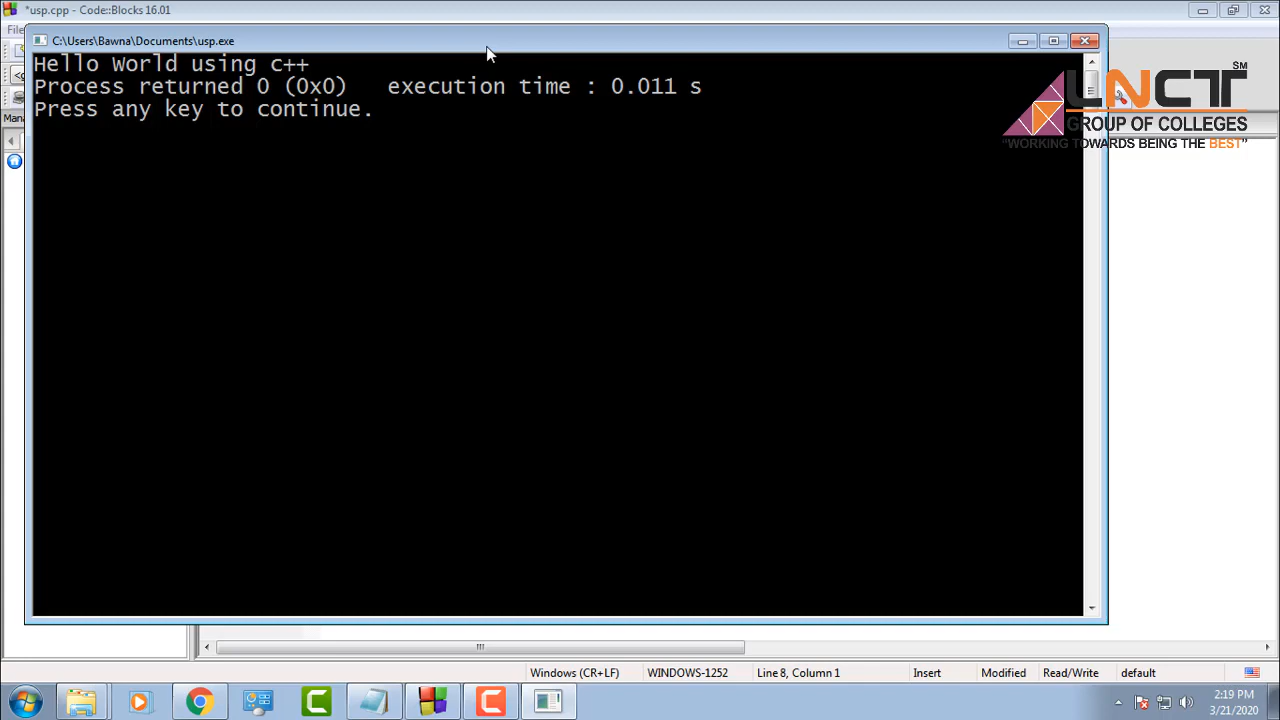 *usp.cpp - Code::Blocks 16.01
File
C:\Users\Bawna\Documents\usp.exe
Hello World using c++
Process returned 0 (0x0)   execution time : 0.011 s
Press any key to continue.
LNCT SM
GROUP OF COLLEGES
"WORKING TOWARDS BEING THE BEST"
Mana
Windows (CR+LF) WINDOWS-1252 Line 8, Column 1 Insert Modified Read/Write default
2:19 PM
3/21/2020